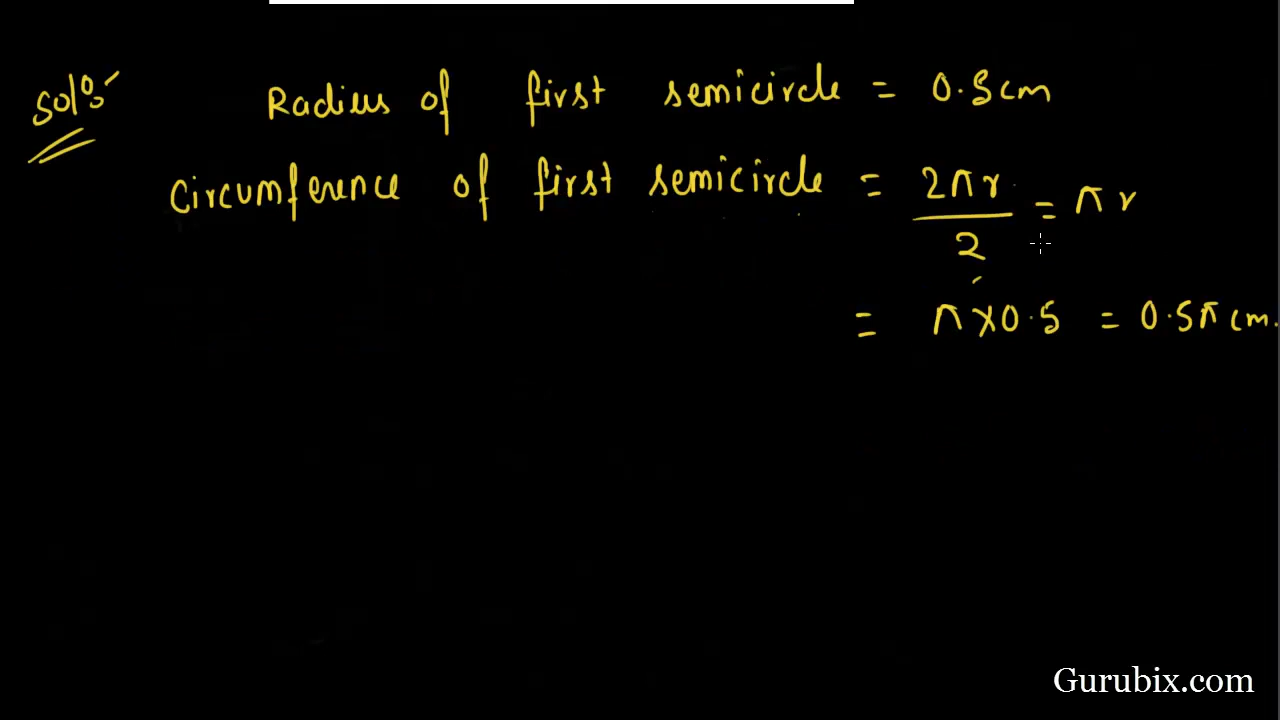 Sol%
Radius of first semicircle = 0.5cm
Circumference of first semicircle = 2πr/2 = πr
= π×0.5 = 0.5π cm.
Gurubix.com